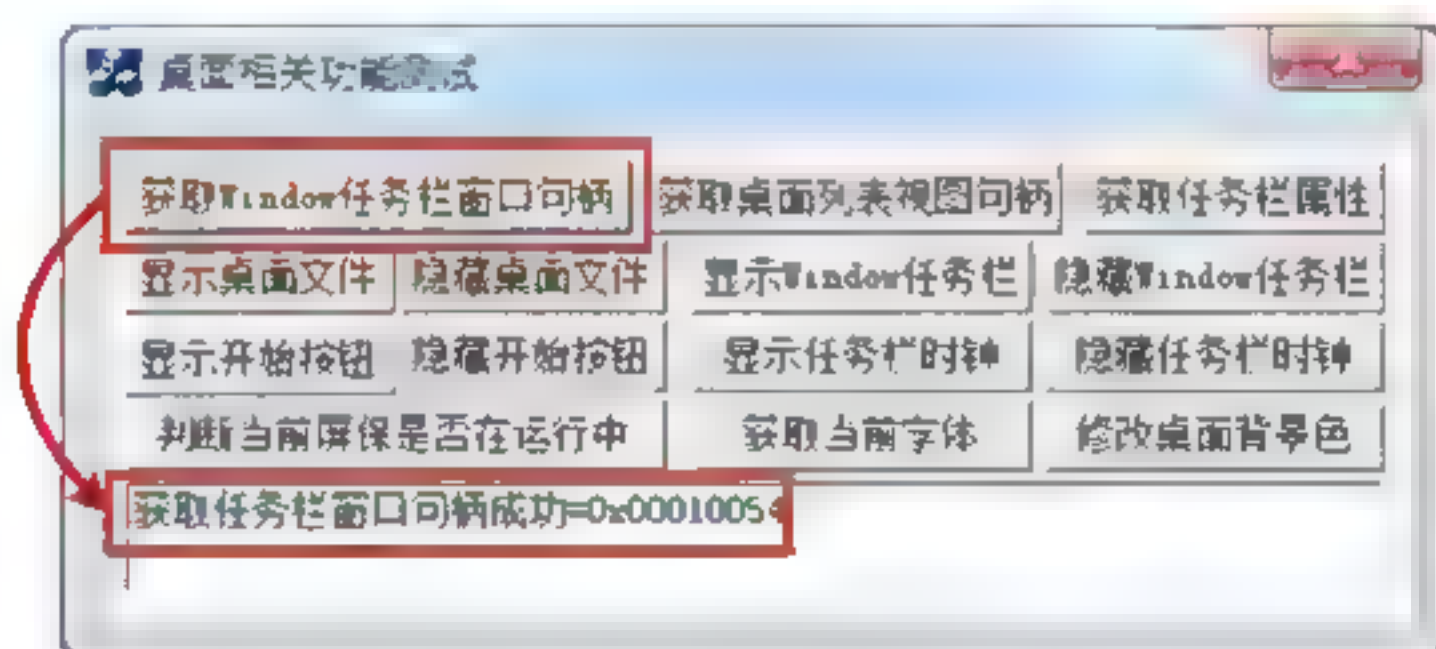 桌面相关功能测试
获取Window任务栏窗口句柄 获取桌面列表视图句柄 获取任务栏属性
显示桌面文件 隐藏桌面文件 显示Window任务栏 隐藏Window任务栏
显示开始按钮 隐藏开始按钮 显示任务栏时钟 隐藏任务栏时钟
判断当前屏保是否在运行中 获取当前字体 修改桌面背景色
获取任务栏窗口句柄成功=0x00010054